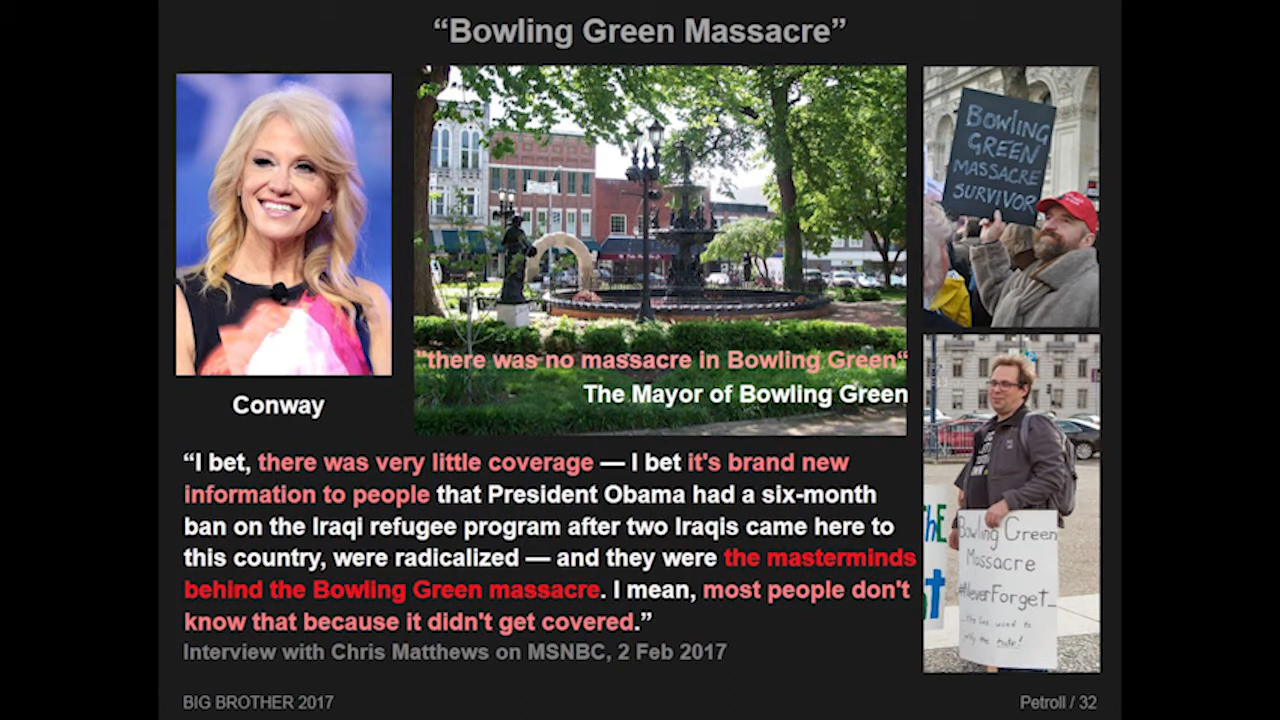 “Bowling Green Massacre”
BOWLING
GREEN
MASSACRE
SURVIVOR
"there was no massacre in Bowling Green“
The Mayor of Bowling Green
Conway
“I bet, there was very little coverage — I bet it's brand new
information to people that President Obama had a six-month
ban on the Iraqi refugee program after two Iraqis came here to
this country, were radicalized — and they were the masterminds
behind the Bowling Green massacre. I mean, most people don't
know that because it didn't get covered.”
Interview with Chris Matthews on MSNBC, 2 Feb 2017
Bowling Green
Massacre
#NeverForget
BIG BROTHER 2017
Petroll / 32